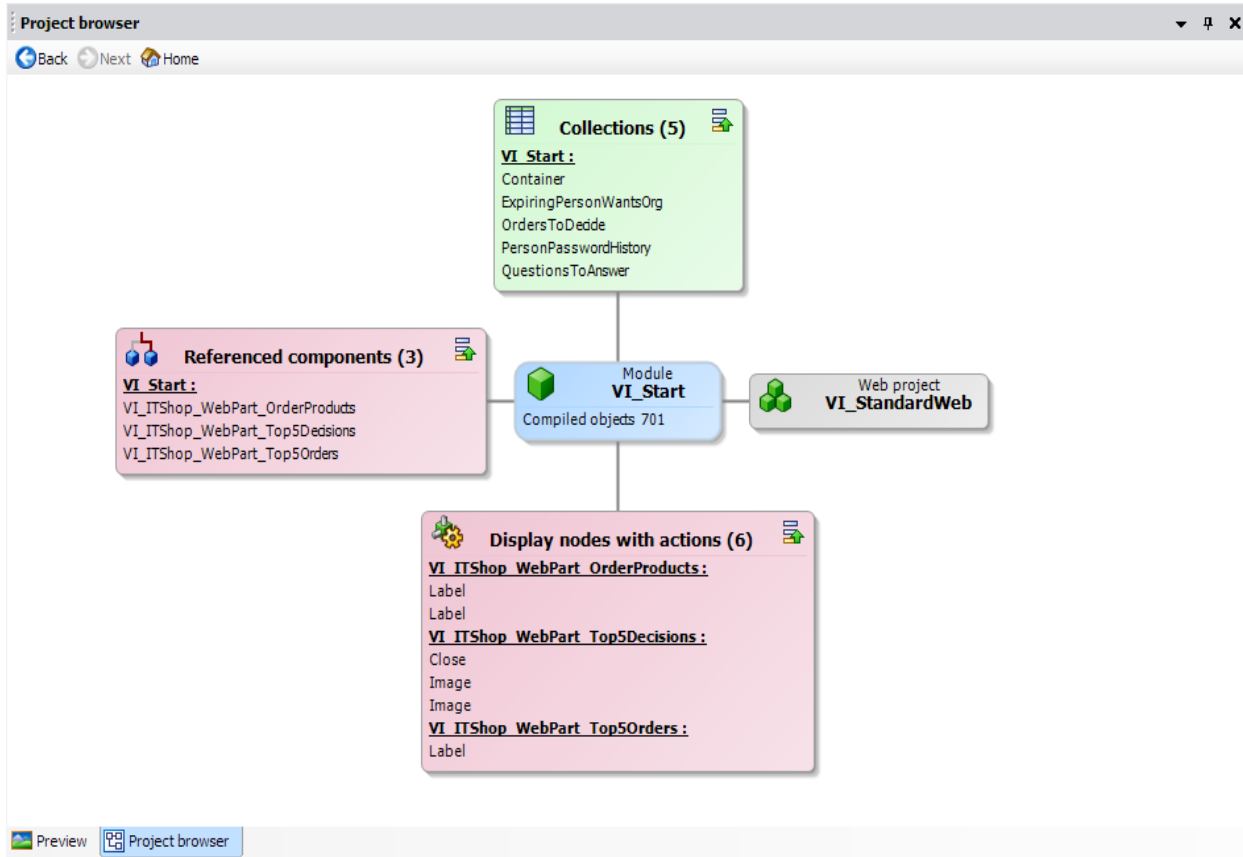 Project browser
Back Next Home
Collections (5)
VI_Start :
Container
ExpiringPersonWantsOrg
OrdersToDecide
PersonPasswordHistory
QuestionsToAnswer
Referenced components (3)
VI_Start :
VI_ITShop_WebPart_OrderProducts
VI_ITShop_WebPart_Top5Decisions
VI_ITShop_WebPart_Top5Orders
Module
VI_Start
Compiled objects 701
Web project
VI_StandardWeb
Display nodes with actions (6)
VI_ITShop_WebPart_OrderProducts :
Label
Label
VI_ITShop_WebPart_Top5Decisions :
Close
Image
Image
VI_ITShop_WebPart_Top5Orders :
Label
Preview Project browser